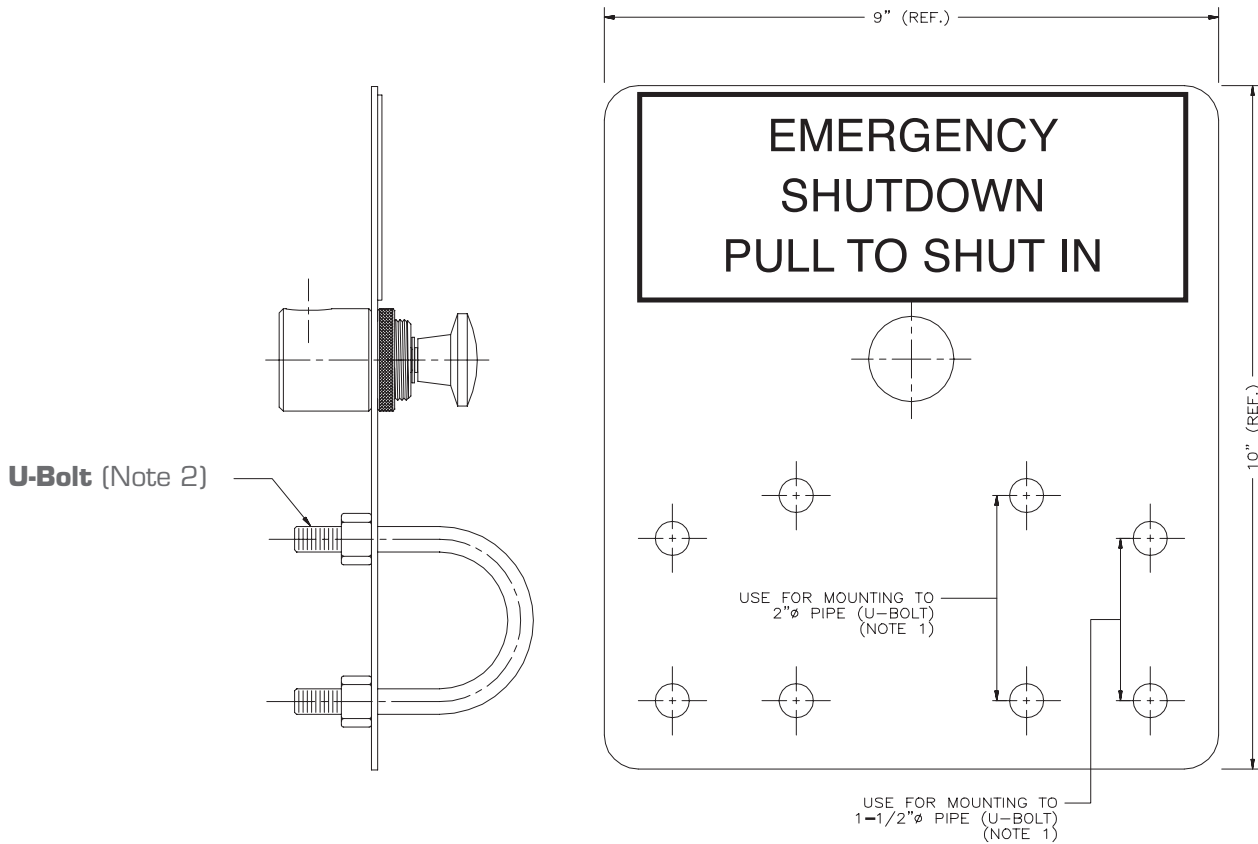 9" (REF.)
EMERGENCY
SHUTDOWN
PULL TO SHUT IN
10" (REF.)
U-Bolt (Note 2)
USE FOR MOUNTING TO
2"ø PIPE (U-BOLT)
(NOTE 1)
USE FOR MOUNTING TO
1-1/2"ø PIPE (U-BOLT)
(NOTE 1)